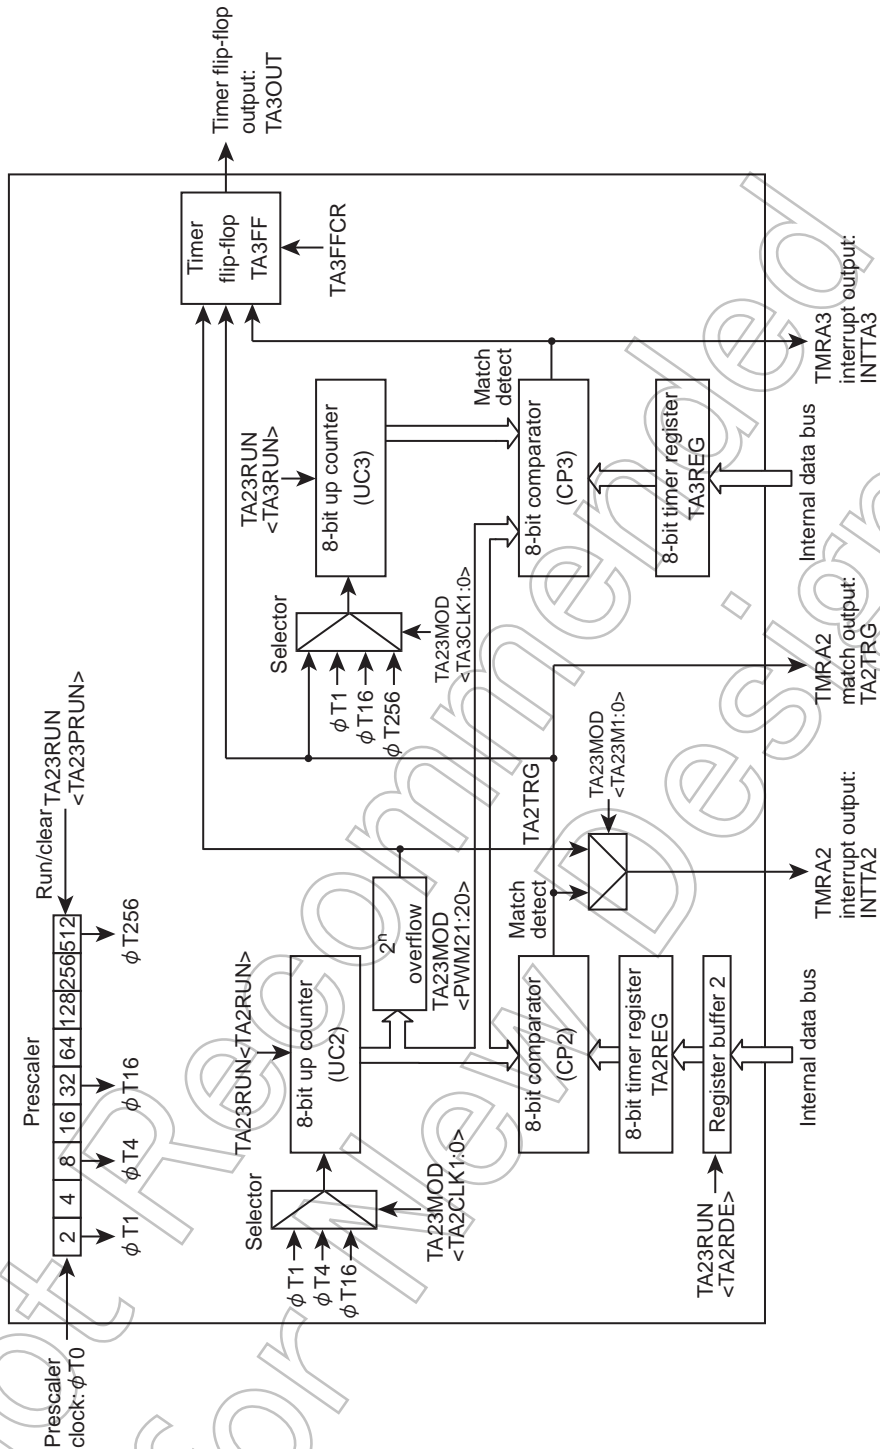 Prescaler
clock: ϕT0
Prescaler
2
4
8
16
32
64
128
256
512
Run/clear
TA23RUN
<TA23PRUN>
ϕT1
ϕT4
ϕT16
ϕT256
Timer flip-flop
output:
TA3OUT
Timer
flip-flop
TA3FF
TA3FFCR
Selector
ϕT1
ϕT4
ϕT16
TA23MOD
<TA2CLK1:0>
TA23RUN<TA2RUN>
8-bit up counter
(UC2)
2n
overflow
TA23MOD
<PWM21:20>
Selector
ϕT1
ϕT16
ϕT256
TA23MOD
<TA3CLK1:0>
TA23RUN
<TA3RUN>
8-bit up counter
(UC3)
TA2TRG
8-bit comparator
(CP2)
Match
detect
8-bit comparator
(CP3)
Match
detect
TA23MOD
<TA23M1:0>
8-bit timer register
TA2REG
8-bit timer register
TA3REG
Register buffer 2
TA23RUN
<TA2RDE>
Internal data bus
TMRA2
interrupt output:
INTTA2
TMRA2
match output:
TA2TRG
Internal data bus
TMRA3
interrupt output:
INTTA3
Not Recommended
for New Design